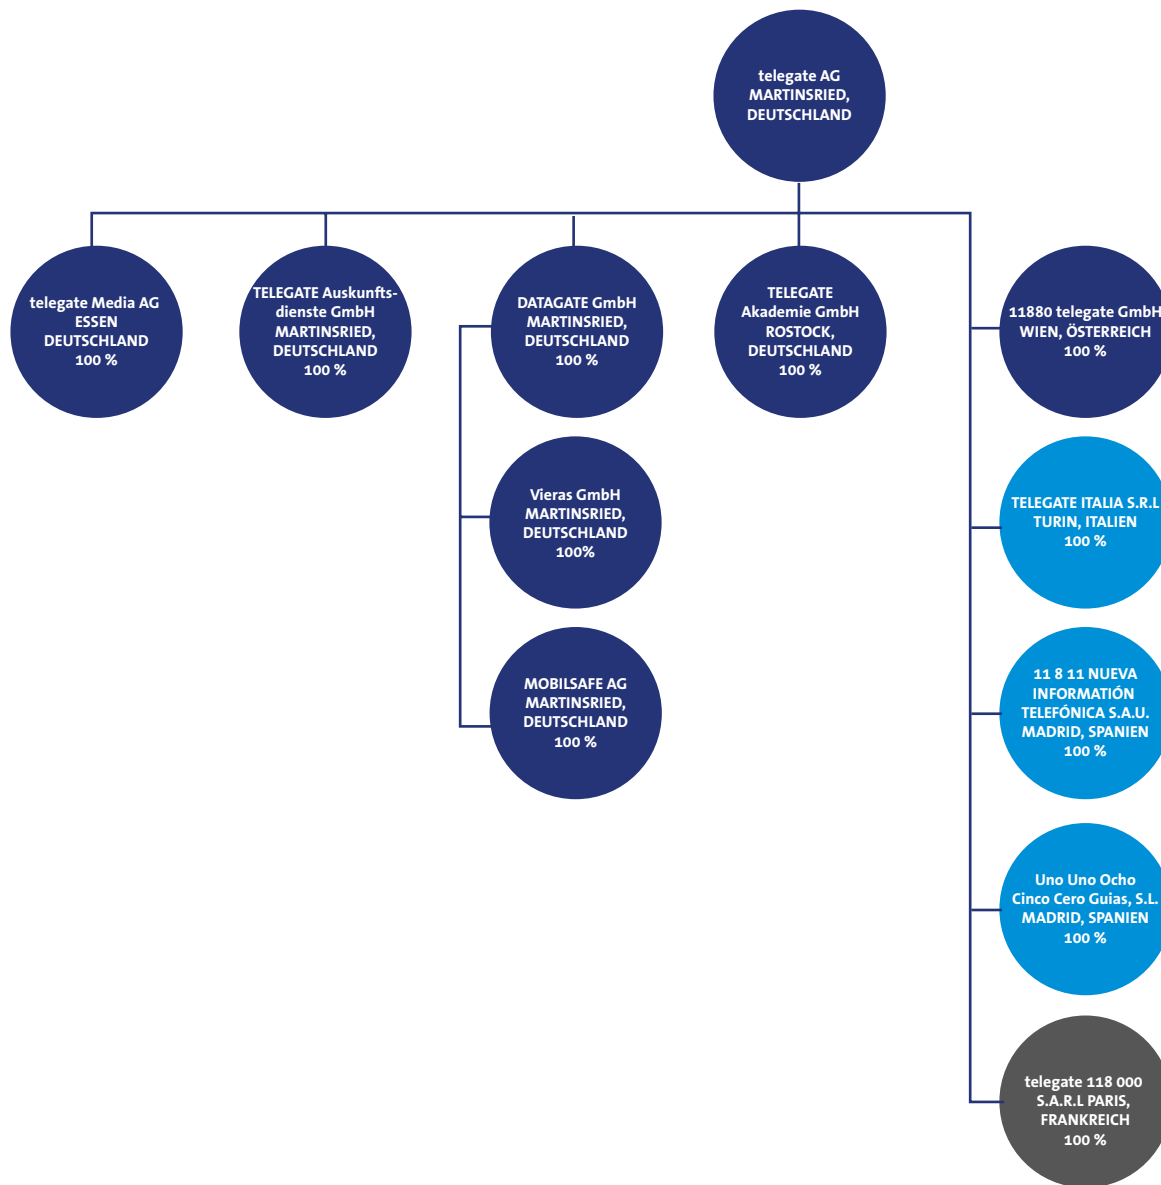 telegate AG
MARTINSRIED,
DEUTSCHLAND
telegate Media AG
ESSEN
DEUTSCHLAND
100 %
TELEGATE Auskunfts-
dienste GmbH
MARTINSRIED,
DEUTSCHLAND
100 %
DATAGATE GmbH
MARTINSRIED,
DEUTSCHLAND
100 %
TELEGATE
Akademie GmbH
ROSTOCK,
DEUTSCHLAND
100 %
11880 telegate GmbH
WIEN, ÖSTERREICH
100 %
Vieras GmbH
MARTINSRIED,
DEUTSCHLAND
100%
TELEGATE ITALIA S.R.L
TURIN, ITALIEN
100 %
MOBILSAFE AG
MARTINSRIED,
DEUTSCHLAND
100 %
11 8 11 NUEVA
INFORMATIÓN
TELEFÓNICA S.A.U.
MADRID, SPANIEN
100 %
Uno Uno Ocho
Cinco Cero Guias, S.L.
MADRID, SPANIEN
100 %
telegate 118 000
S.A.R.L PARIS,
FRANKREICH
100 %